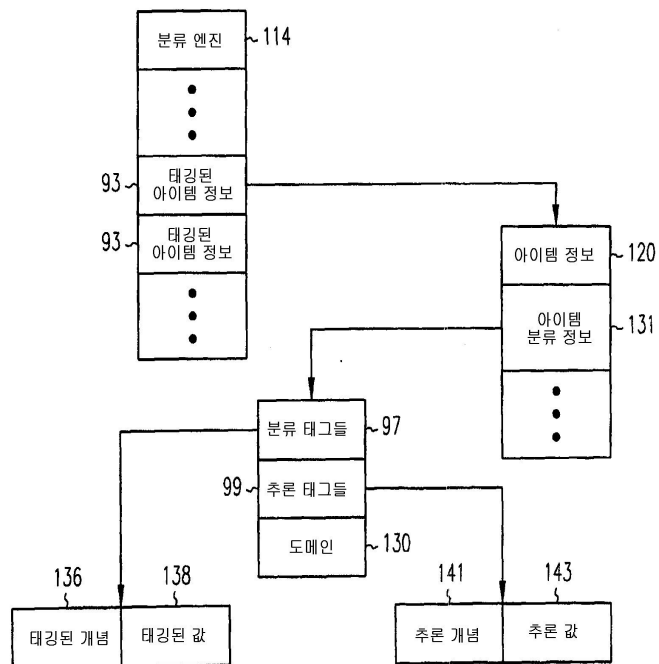 분류 엔진
114
93
태깅된
아이템 정보
93
태깅된
아이템 정보
아이템 정보
120
아이템
분류 정보
131
분류 태그들
97
99
추론 태그들
도메인
130
136
138
141
143
태깅된 개념
태깅된 값
추론 개념
추론 값